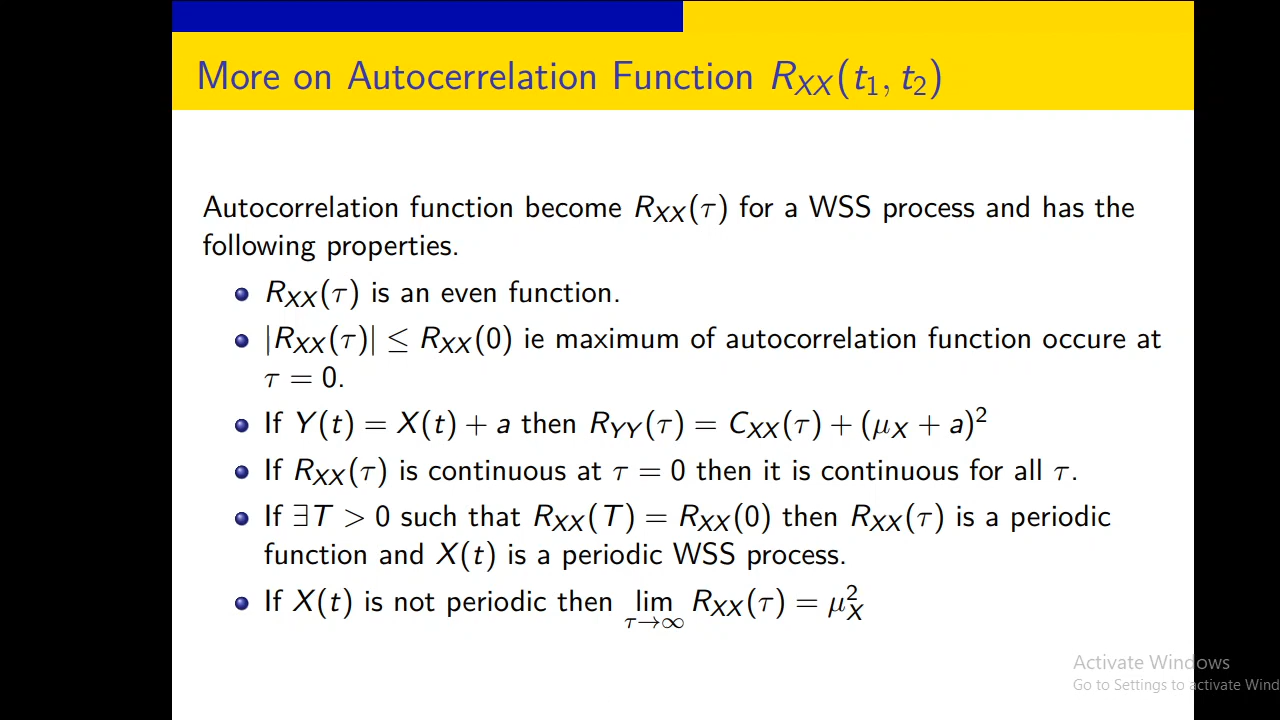 More on Autocerrelation Function R_XX(t₁, t₂)
Autocorrelation function become R_XX(τ) for a WSS process and has the
following properties.
R_XX(τ) is an even function.
|R_XX(τ)| ≤ R_XX(0) ie maximum of autocorrelation function occure at
τ = 0.
If Y(t) = X(t) + a then R_YY(τ) = C_XX(τ) + (μ_X + a)²
If R_XX(τ) is continuous at τ = 0 then it is continuous for all τ.
If ∃T > 0 such that R_XX(T) = R_XX(0) then R_XX(τ) is a periodic
function and X(t) is a periodic WSS process.
If X(t) is not periodic then lim_{τ→∞} R_XX(τ) = μ_X²
Activate Windows
Go to Settings to activate Wind